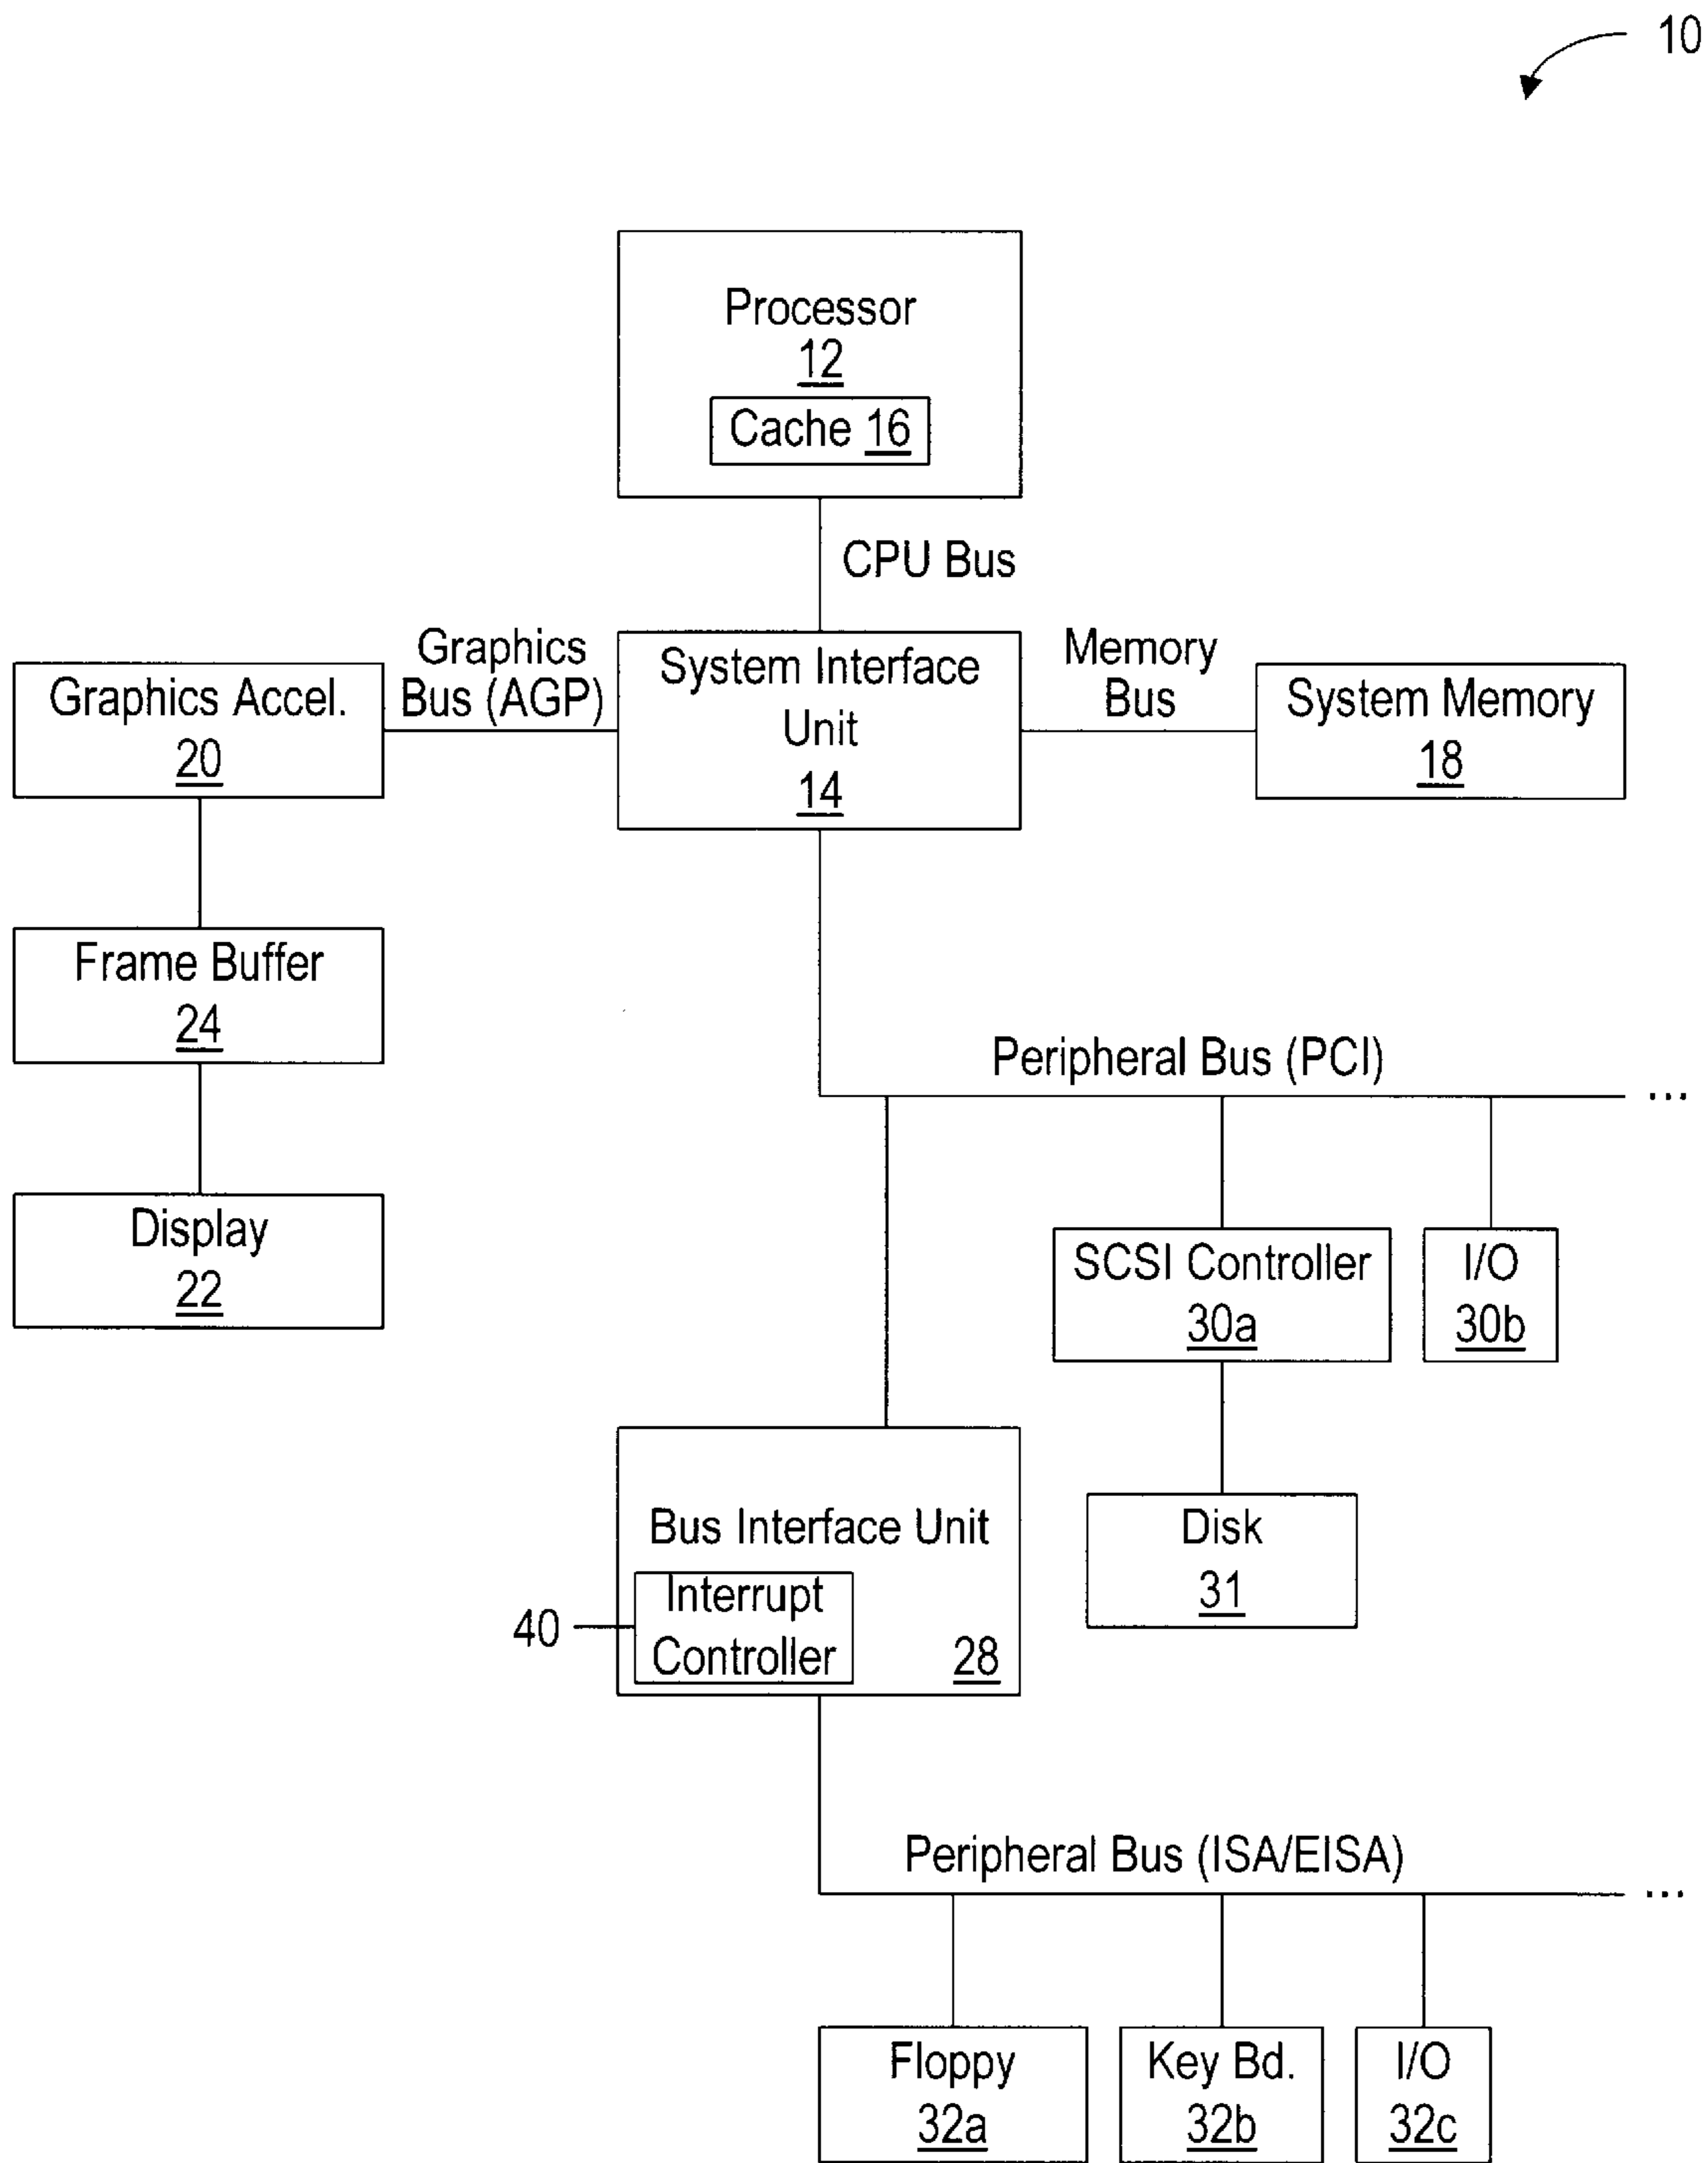 10
Processor
12
Cache 16
CPU Bus
Graphics
Bus (AGP)
System Interface
Unit
14
Memory
Bus
Graphics Accel.
20
System Memory
18
Frame Buffer
24
Peripheral Bus (PCI)
...
Display
22
SCSI Controller
30a
I/O
30b
Bus Interface Unit
Interrupt
Controller
40
28
Disk
31
Peripheral Bus (ISA/EISA)
...
Floppy
32a
Key Bd.
32b
I/O
32c